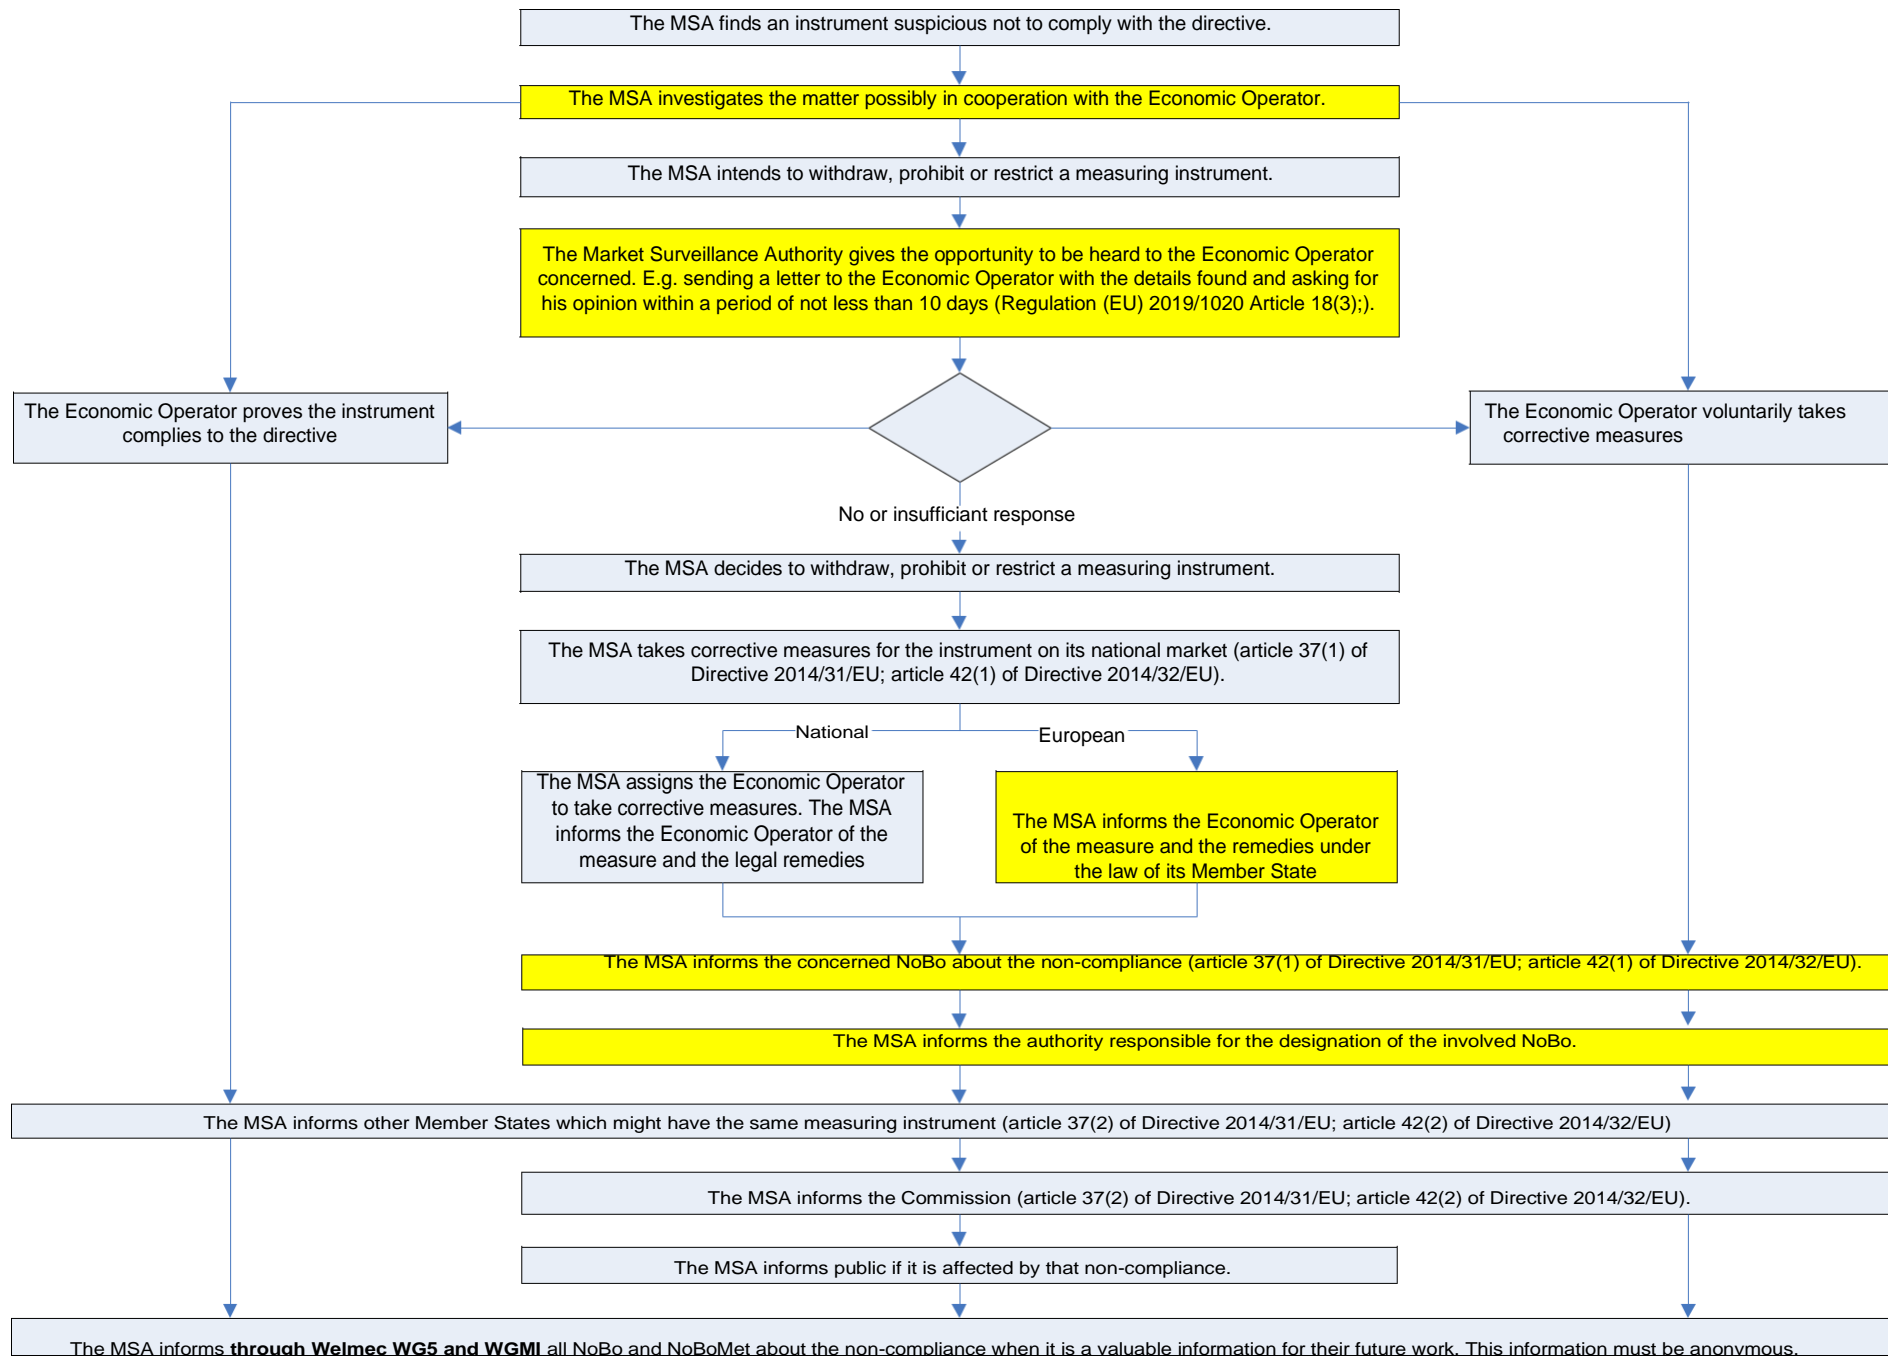 The MSA finds an instrument suspicious not to comply with the directive.
The MSA investigates the matter possibly in cooperation with the Economic Operator.
The MSA intends to withdraw, prohibit or restrict a measuring instrument.
The Market Surveillance Authority gives the opportunity to be heard to the Economic Operator
concerned. E.g. sending a letter to the Economic Operator with the details found and asking for
his opinion within a period of not less than 10 days (Regulation (EU) 2019/1020 Article 18(3);).
The Economic Operator proves the instrument
complies to the directive
The Economic Operator voluntarily takes
corrective measures
No or insufficiant response
The MSA decides to withdraw, prohibit or restrict a measuring instrument.
The MSA takes corrective measures for the instrument on its national market (article 37(1) of
Directive 2014/31/EU; article 42(1) of Directive 2014/32/EU).
National
European
The MSA assigns the Economic Operator
to take corrective measures. The MSA
informs the Economic Operator of the
measure and the legal remedies
The MSA informs the Economic Operator
of the measure and the remedies under
the law of its Member State
The MSA informs the concerned NoBo about the non-compliance (article 37(1) of Directive 2014/31/EU; article 42(1) of Directive 2014/32/EU).
The MSA informs the authority responsible for the designation of the involved NoBo.
The MSA informs other Member States which might have the same measuring instrument (article 37(2) of Directive 2014/31/EU; article 42(2) of Directive 2014/32/EU)
The MSA informs the Commission (article 37(2) of Directive 2014/31/EU; article 42(2) of Directive 2014/32/EU).
The MSA informs public if it is affected by that non-compliance.
The MSA informs through Welmec WG5 and WGMI all NoBo and NoBoMet about the non-compliance when it is a valuable information for their future work. This information must be anonymous.